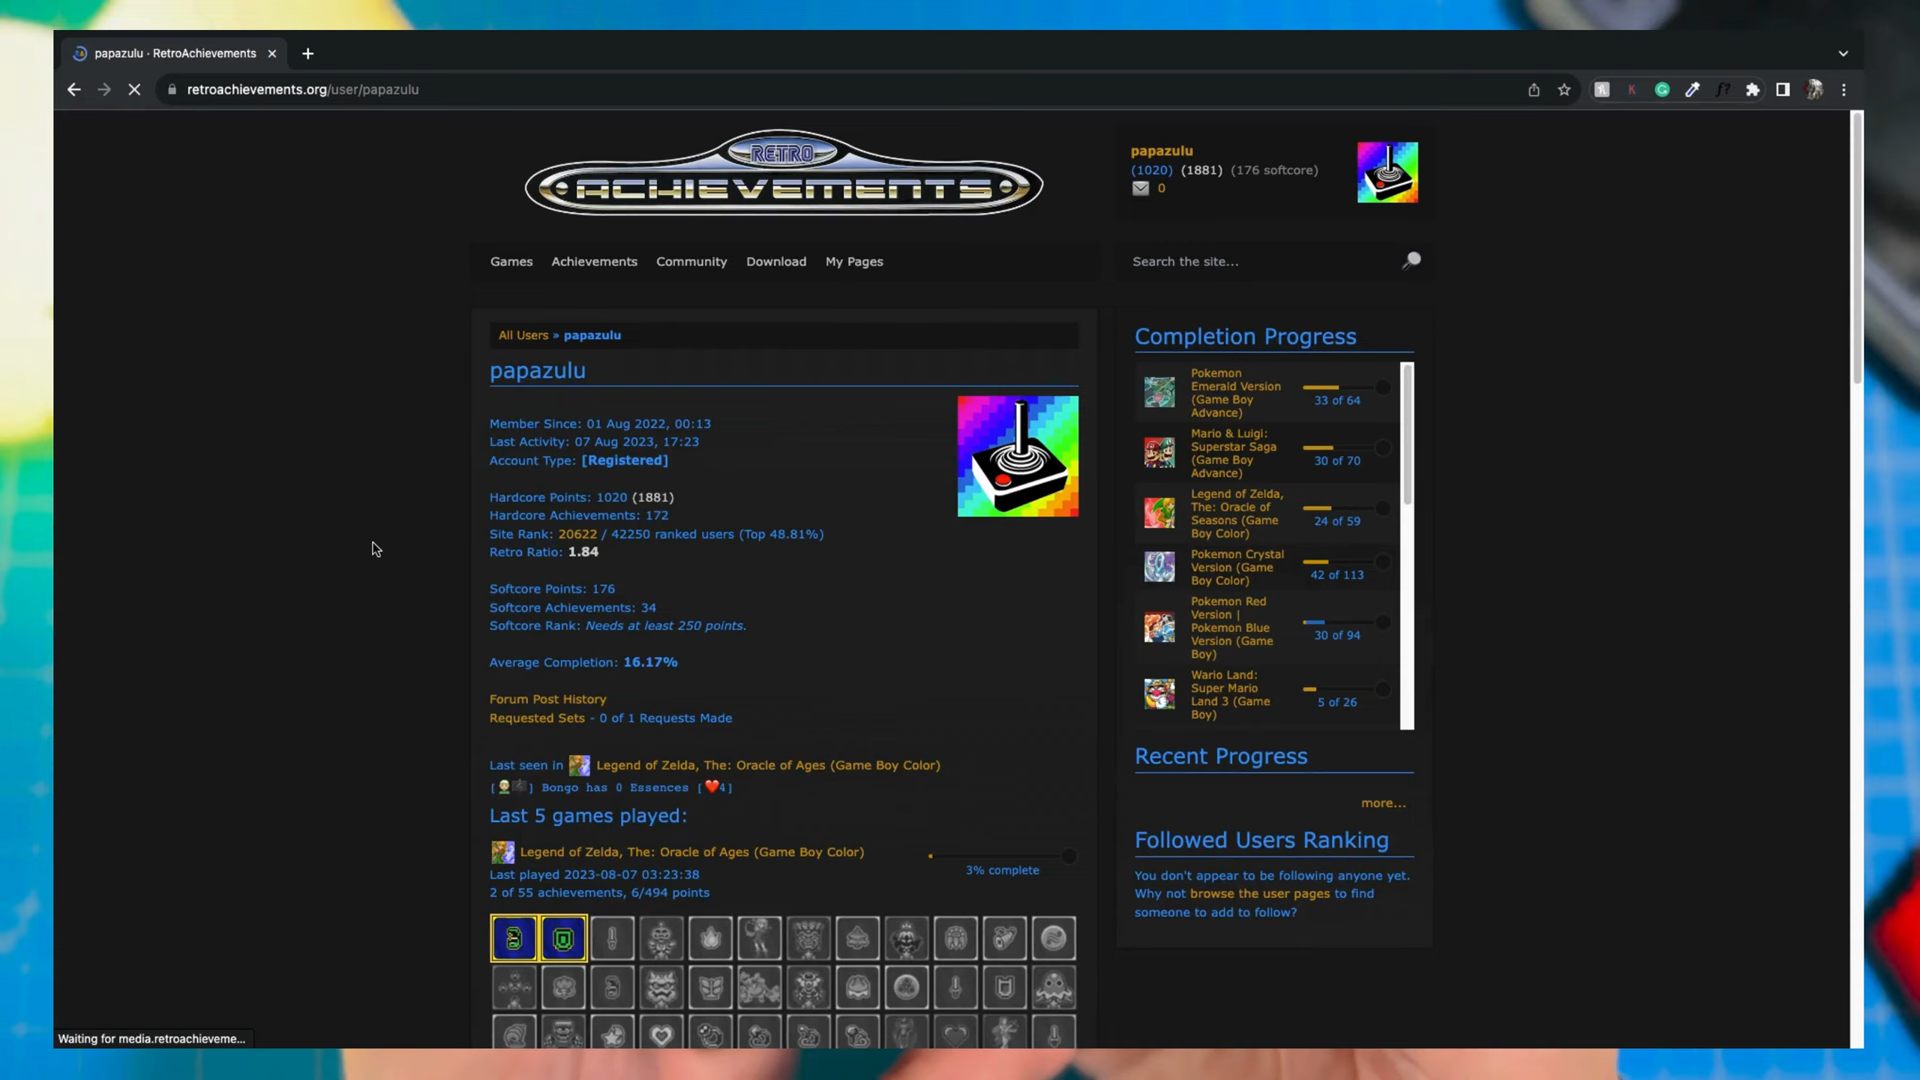 papazulu · RetroAchievements
retroachievements.org/user/papazulu
RETRO
ACHIEVEMENTS
papazulu
(1020) (1881) (176 softcore)
0
Games Achievements Community Download My Pages
Search the site...
All Users » papazulu
papazulu
Member Since: 01 Aug 2022, 00:13
Last Activity: 07 Aug 2023, 17:23
Account Type: [Registered]
Hardcore Points: 1020 (1881)
Hardcore Achievements: 172
Site Rank: 20622 / 42250 ranked users (Top 48.81%)
Retro Ratio: 1.84
Softcore Points: 176
Softcore Achievements: 34
Softcore Rank: Needs at least 250 points.
Average Completion: 16.17%
Forum Post History
Requested Sets - 0 of 1 Requests Made
Last seen in Legend of Zelda, The: Oracle of Ages (Game Boy Color)
[👨🏻⬛] Bongo has 0 Essences [❤️4]
Last 5 games played:
Legend of Zelda, The: Oracle of Ages (Game Boy Color)
Last played 2023-08-07 03:23:38
2 of 55 achievements, 6/494 points
3% complete
Completion Progress
Pokemon
Emerald Version
(Game Boy
Advance)
33 of 64
Mario & Luigi:
Superstar Saga
(Game Boy
Advance)
30 of 70
Legend of Zelda,
The: Oracle of
Seasons (Game
Boy Color)
24 of 59
Pokemon Crystal
Version (Game
Boy Color)
42 of 113
Pokemon Red
Version |
Pokemon Blue
Version (Game
Boy)
30 of 94
Wario Land:
Super Mario
Land 3 (Game
Boy)
5 of 26
Recent Progress
more...
Followed Users Ranking
You don't appear to be following anyone yet.
Why not browse the user pages to find
someone to add to follow?
Waiting for media.retroachieveme...